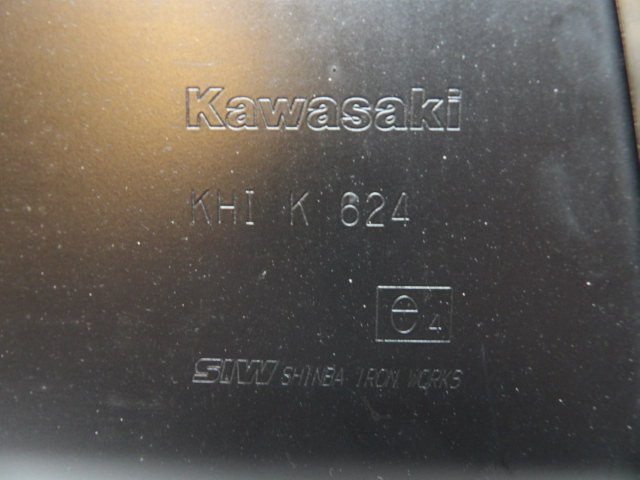 Kawasaki
KHI K 624
e4
SIW SHINBA IRON WORKS